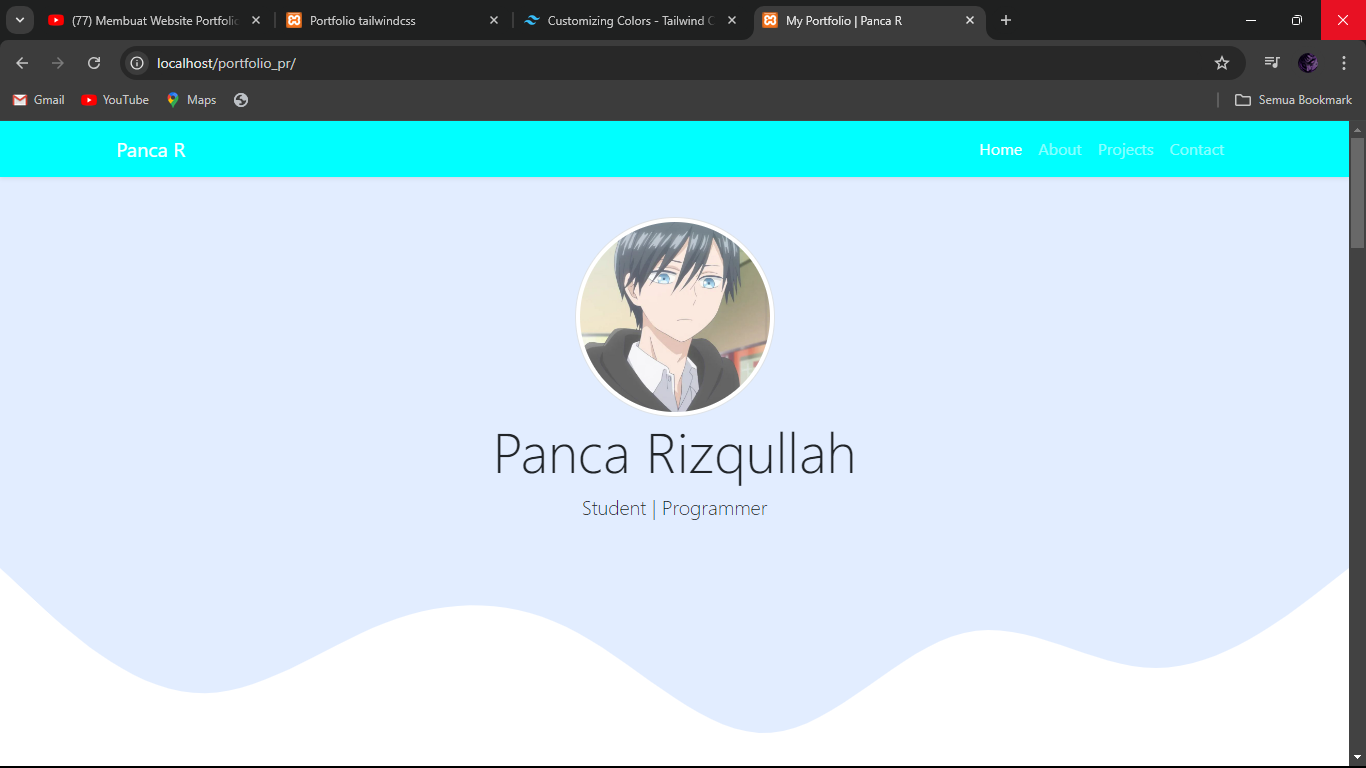 (77) Membuat Website Portfolio
Portfolio tailwindcss
Customizing Colors - Tailwind C
My Portfolio | Panca R
localhost/portfolio_pr/
Gmail
YouTube
Maps
Semua Bookmark
Panca R
Home
About
Projects
Contact
Panca Rizqullah
Student | Programmer